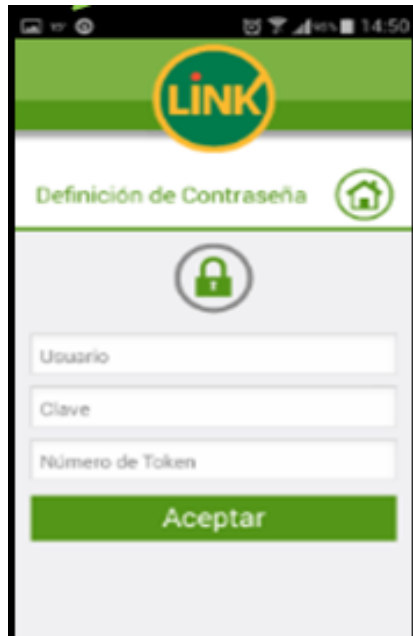 14:50
LiNK
Definición de Contraseña
Usuario
Clave
Número de Token
Aceptar